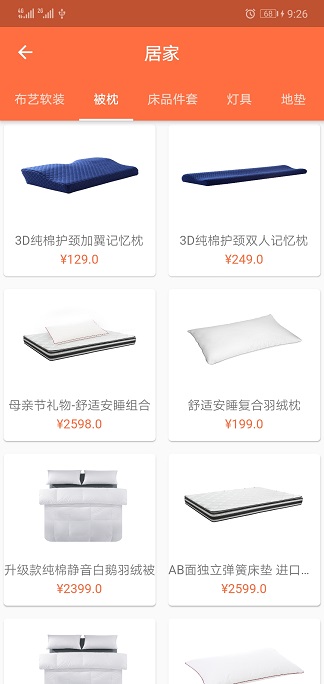 4G 2G 68 9:26
居家
布艺软装 被枕 床品件套 灯具 地垫
3D纯棉护颈加翼记忆枕 3D纯棉护颈双人记忆枕
¥129.0 ¥249.0
母亲节礼物-舒适安睡组合 舒适安睡复合羽绒枕
¥2598.0 ¥199.0
升级款纯棉静音白鹅羽绒被 AB面独立弹簧床垫 进口...
¥2399.0 ¥2599.0